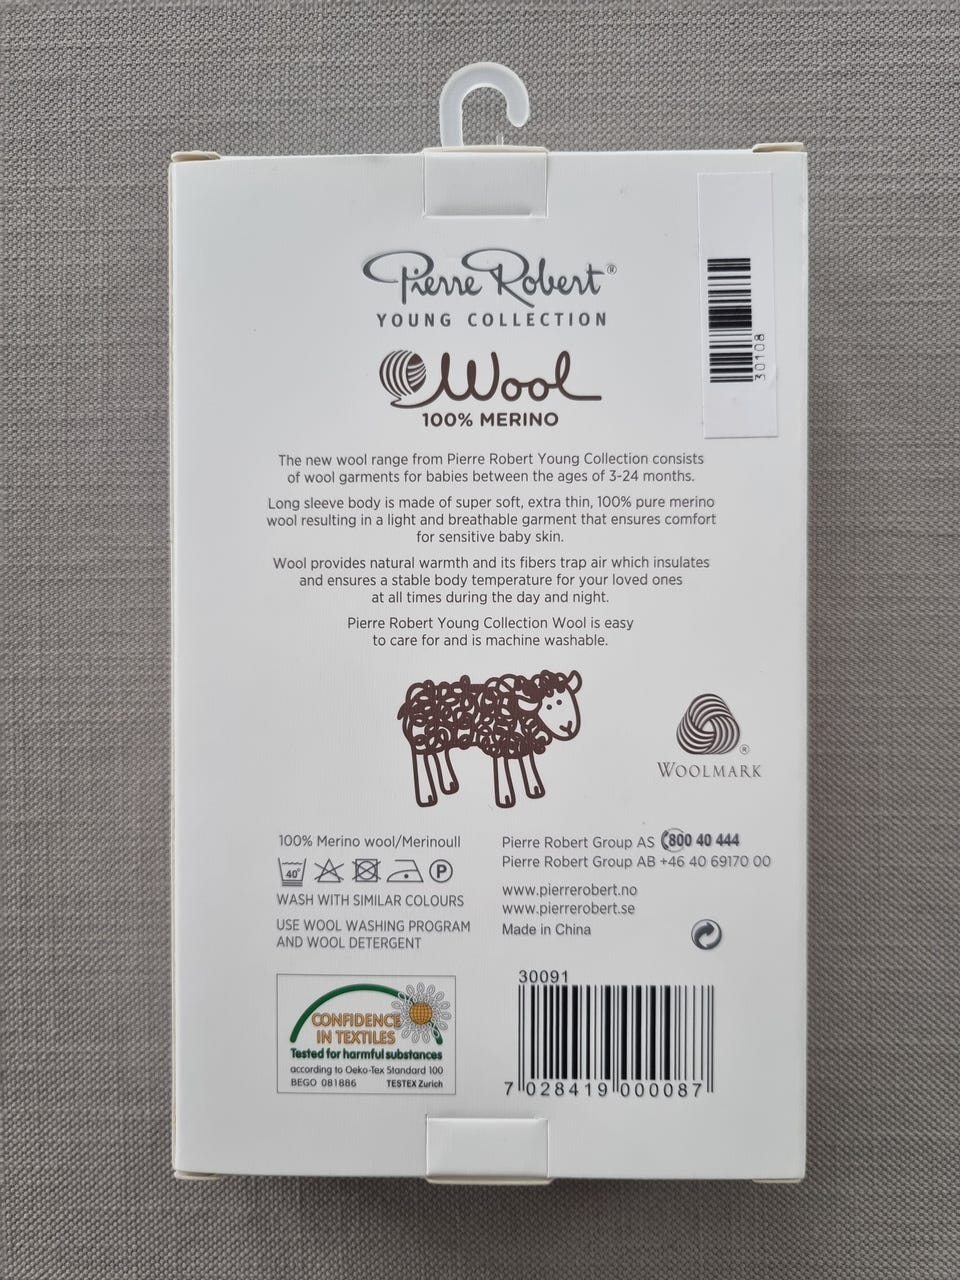 Pierre Robert®
YOUNG COLLECTION
Wool
100% MERINO
30108
The new wool range from Pierre Robert Young Collection consists
of wool garments for babies between the ages of 3-24 months.
Long sleeve body is made of super soft, extra thin, 100% pure merino
wool resulting in a light and breathable garment that ensures comfort
for sensitive baby skin.
Wool provides natural warmth and its fibers trap air which insulates
and ensures a stable body temperature for your loved ones
at all times during the day and night.
Pierre Robert Young Collection Wool is easy
to care for and is machine washable.
®
WOOLMARK
100% Merino wool/Merinoull
40°
P
WASH WITH SIMILAR COLOURS
USE WOOL WASHING PROGRAM
AND WOOL DETERGENT
Pierre Robert Group AS 800 40 444
Pierre Robert Group AB +46 40 69170 00
www.pierrerobert.no
www.pierrerobert.se
Made in China
CONFIDENCE
IN TEXTILES
Tested for harmful substances
according to Oeko-Tex Standard 100
BEGO 081886 TESTEX Zurich
30091
7 028419 000087